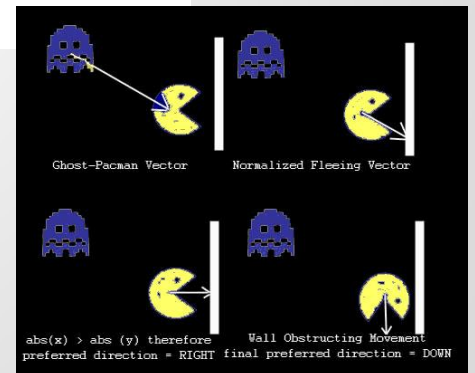 Ghost-Pacman Vector
Normalized Fleeing Vector
abs(x) > abs (y) therefore
preferred direction = RIGHT
Wall Obstructing Movement
final preferred direction = DOWN